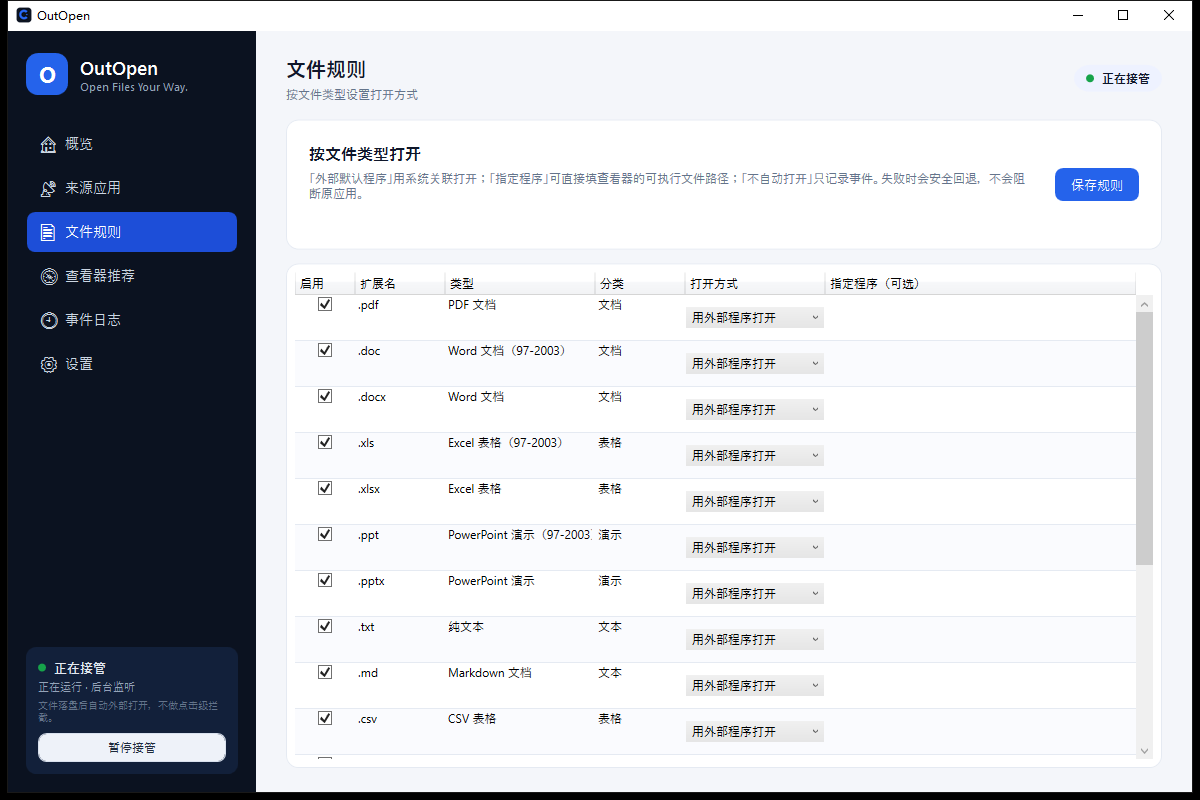 OutOpen
O
OutOpen
Open Files Your Way.
概览
来源应用
文件规则
查看器推荐
事件日志
设置
正在接管
正在运行 · 后台监听
文件落盘后自动外部打开，不做点击级拦
截。
暂停接管
文件规则
按文件类型设置打开方式
正在接管
按文件类型打开
「外部默认程序」用系统关联打开；「指定程序」可直接填查看器的可执行文件路径；「不自动打开」只记录事件。失败时会安全回退，不会阻
断原应用。
保存规则
启用 扩展名 类型 分类 打开方式 指定程序（可选）
.pdf PDF 文档 文档 用外部程序打开
.doc Word 文档（97-2003） 文档 用外部程序打开
.docx Word 文档 文档 用外部程序打开
.xls Excel 表格（97-2003） 表格 用外部程序打开
.xlsx Excel 表格 表格 用外部程序打开
.ppt PowerPoint 演示（97-2003 演示 用外部程序打开
.pptx PowerPoint 演示 演示 用外部程序打开
.txt 纯文本 文本 用外部程序打开
.md Markdown 文档 文本 用外部程序打开
.csv CSV 表格 表格 用外部程序打开